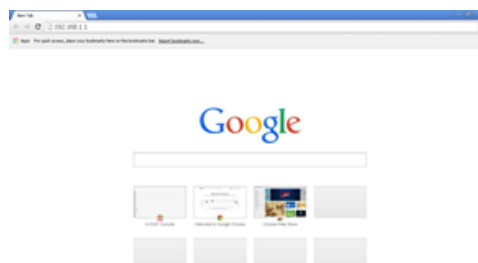 New Tab
192.168.1.1
Apps For quick access, place your bookmarks here on the bookmarks bar. Import bookmarks now...
Google
Welcome to Google Chrome
Chrome Web Store